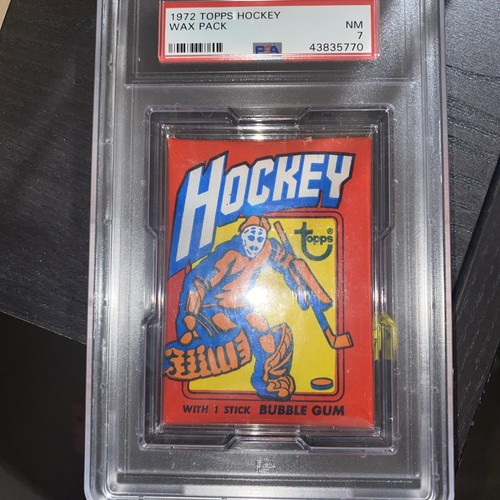 1972 TOPPS HOCKEY NM
WAX PACK 7
PSA 43835770
HOCKEY
topps®
WITH 1 STICK BUBBLE GUM